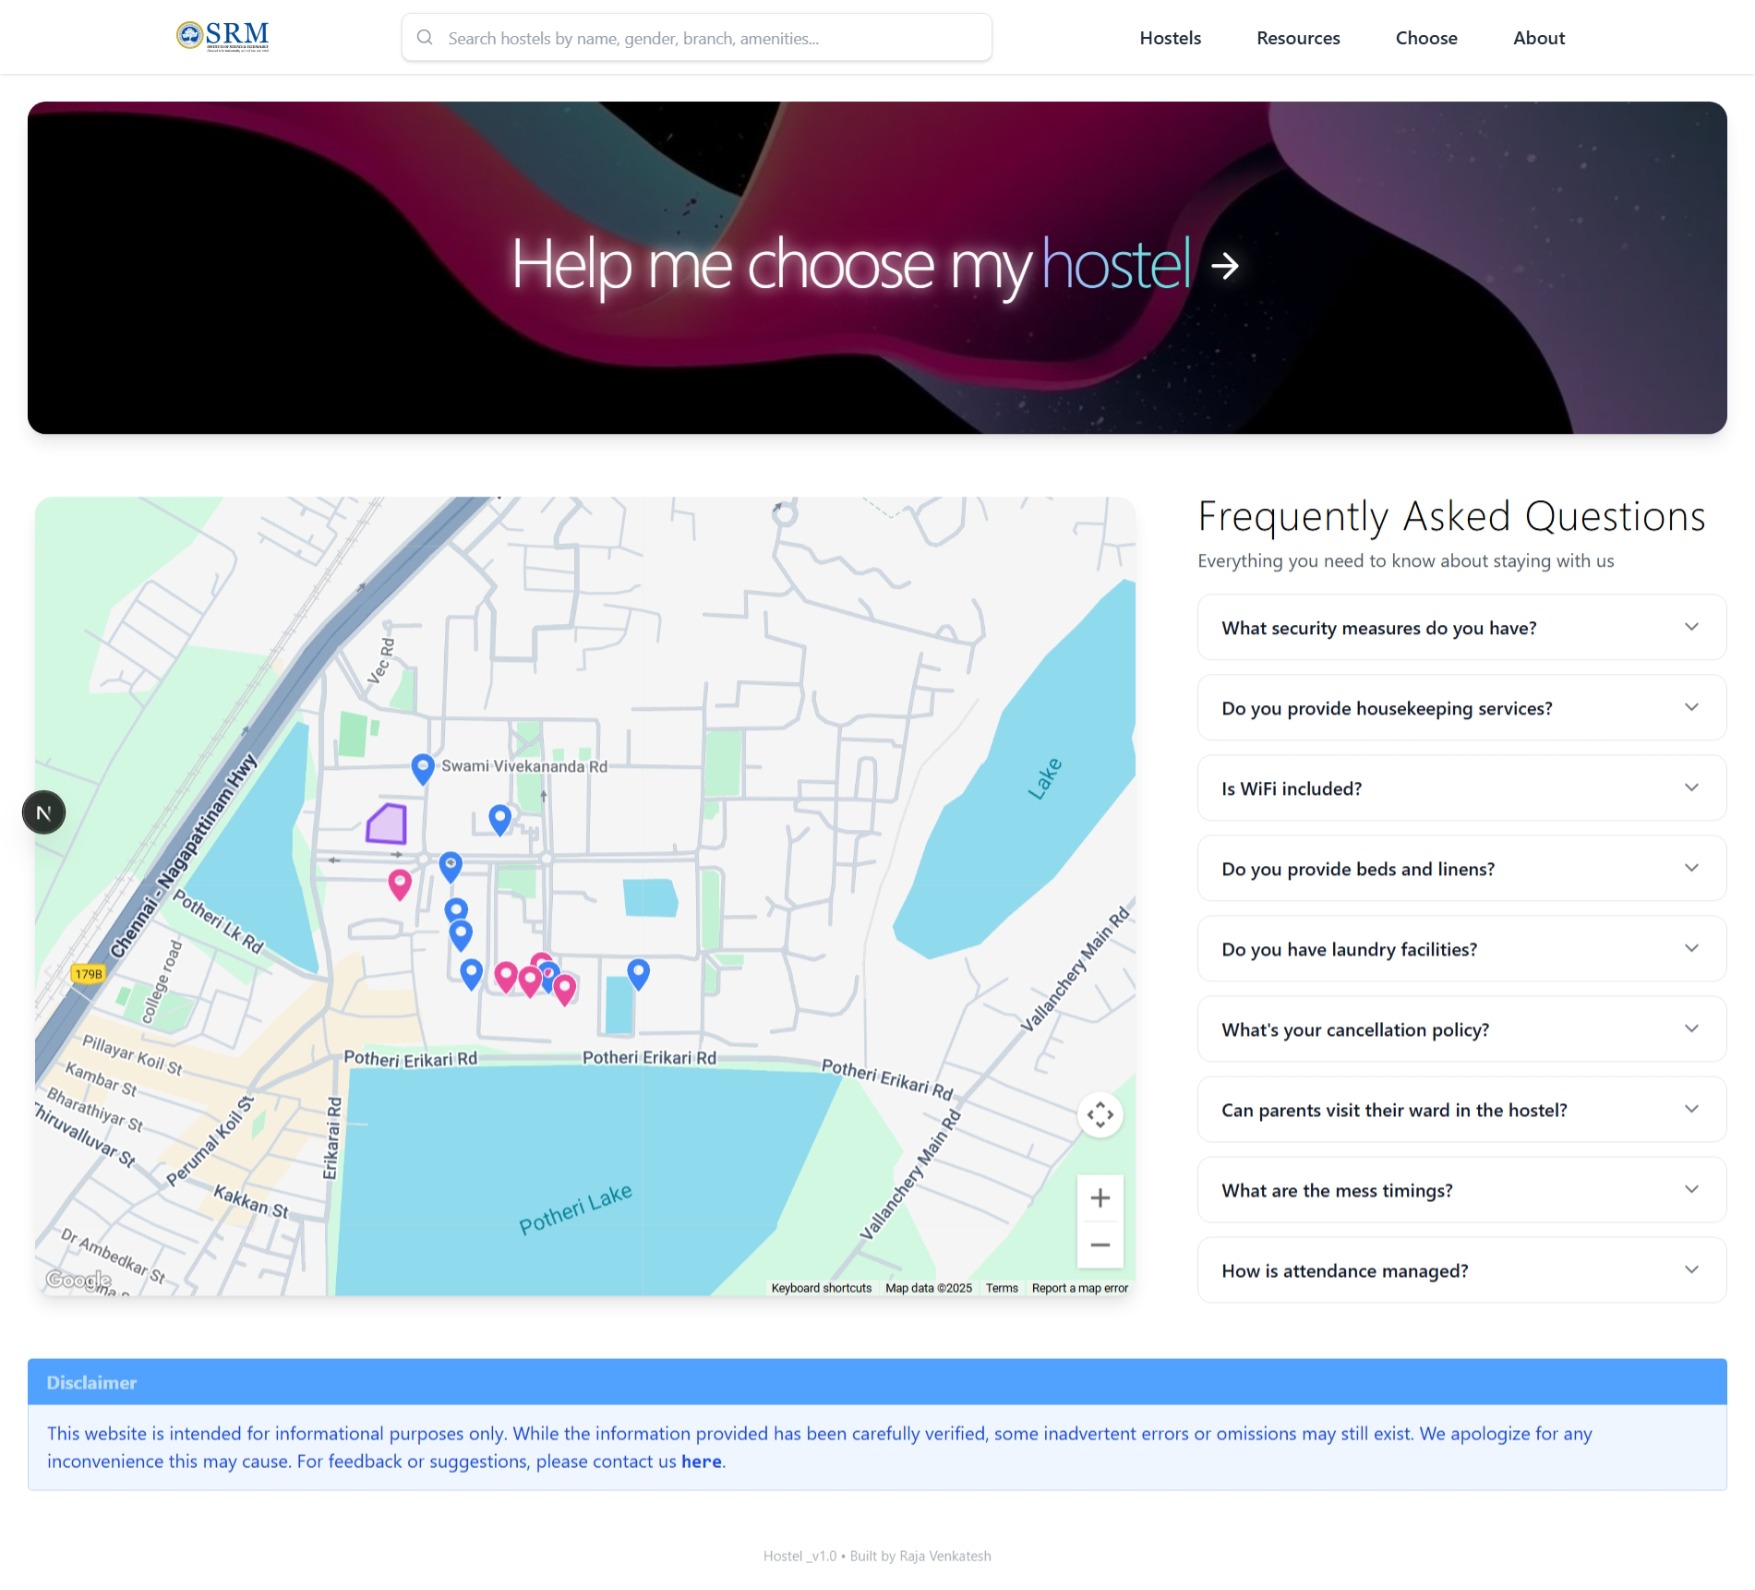 SRM
Search hostels by name, gender, branch, amenities...
Hostels
Resources
Choose
About
Help me choose my hostel →
Vec Rd
Swami Vivekananda Rd
Chennai - Nagapattinam Hwy
Potheri Lk Rd
179B
college road
Lake
Vallanchery Main Rd
Pillayar Koil St
Kambar St
Bharathiyar St
Thiruvalluvar St
Perumal Koil St
Kakkan St
Dr Ambedkar St
Erikarai Rd
Potheri Erikari Rd
Potheri Erikari Rd
Potheri Erikari Rd
Vallanchery Main Rd
Potheri Lake
Google
Keyboard shortcuts
Map data ©2025
Terms
Report a map error
N
Frequently Asked Questions
Everything you need to know about staying with us
What security measures do you have?
Do you provide housekeeping services?
Is WiFi included?
Do you provide beds and linens?
Do you have laundry facilities?
What's your cancellation policy?
Can parents visit their ward in the hostel?
What are the mess timings?
How is attendance managed?
Disclaimer
This website is intended for informational purposes only. While the information provided has been carefully verified, some inadvertent errors or omissions may still exist. We apologize for any
inconvenience this may cause. For feedback or suggestions, please contact us here.
Hostel _v1.0 • Built by Raja Venkatesh